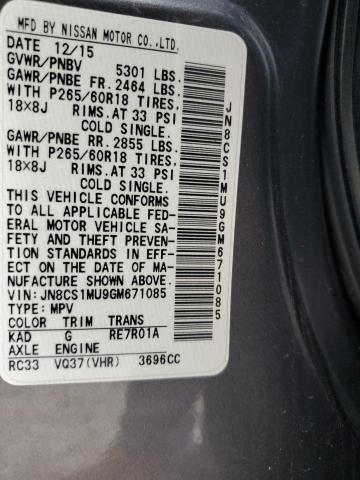 MFD BY NISSAN MOTOR CO.,LTD.
DATE 12/15
GVWR/PNBV 5301 LBS.
GAWR/PNBE FR. 2464 LBS.
WITH P265/60R18 TIRES.
18X8J RIMS.AT 33 PSI
COLD SINGLE.
GAWR/PNBE RR. 2855 LBS.
WITH P265/60R18 TIRES.
18X8J RIMS.AT 33 PSI
COLD SINGLE.
THIS VEHICLE CONFORMS
TO ALL APPLICABLE FED-
ERAL MOTOR VEHICLE SA-
FETY AND THEFT PREVEN-
TION STANDARDS IN EFF-
ECT ON THE DATE OF MA-
NUFACTURE SHOWN ABOVE.
VIN:JN8CS1MU9GM671085
TYPE:MPV
COLOR TRIM TRANS
KAD G RE7R01A
AXLE ENGINE
RC33 VQ37(VHR) 3696CC
JN8CS1MU9GM671085